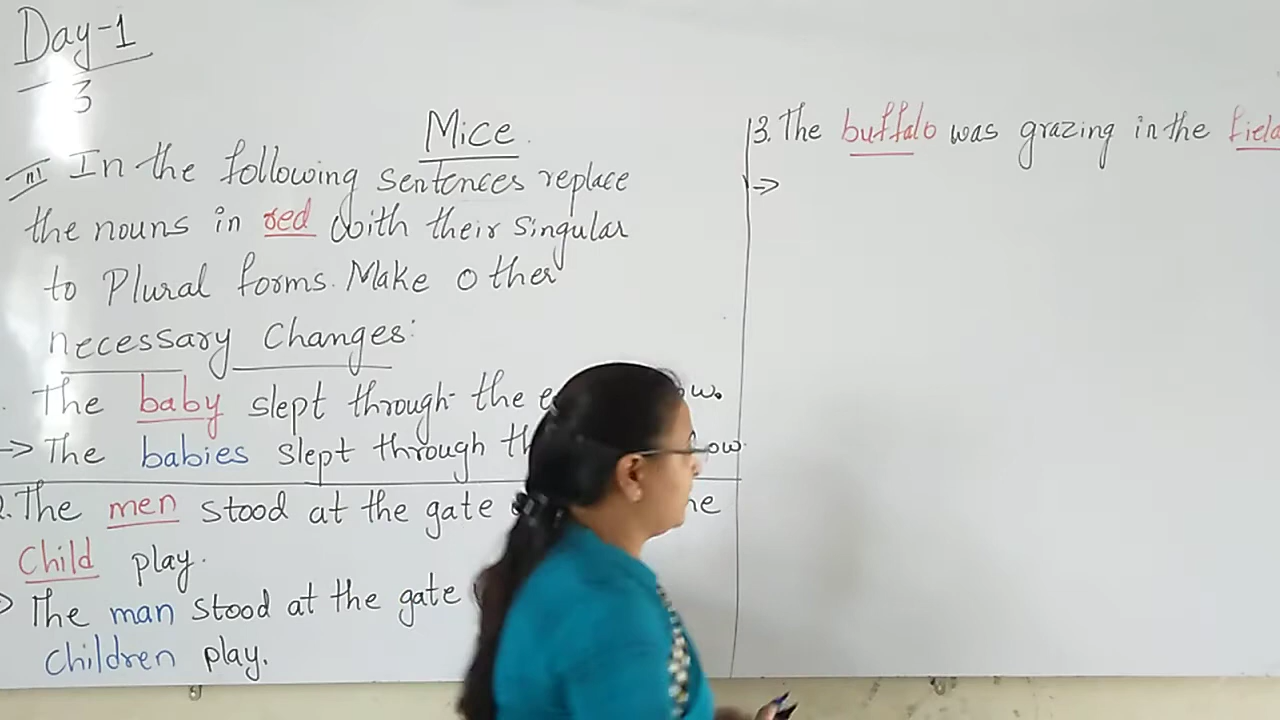 Day-1
3
Mice
III In the following sentences replace
the nouns in red with their singular
to Plural forms. Make other
necessary Changes:
The baby slept through the
→ The babies slept through
2. The men stood at the gate
Child play.
→ The man stood at the gate
Children play.
3. The buffalo was grazing in the field
→